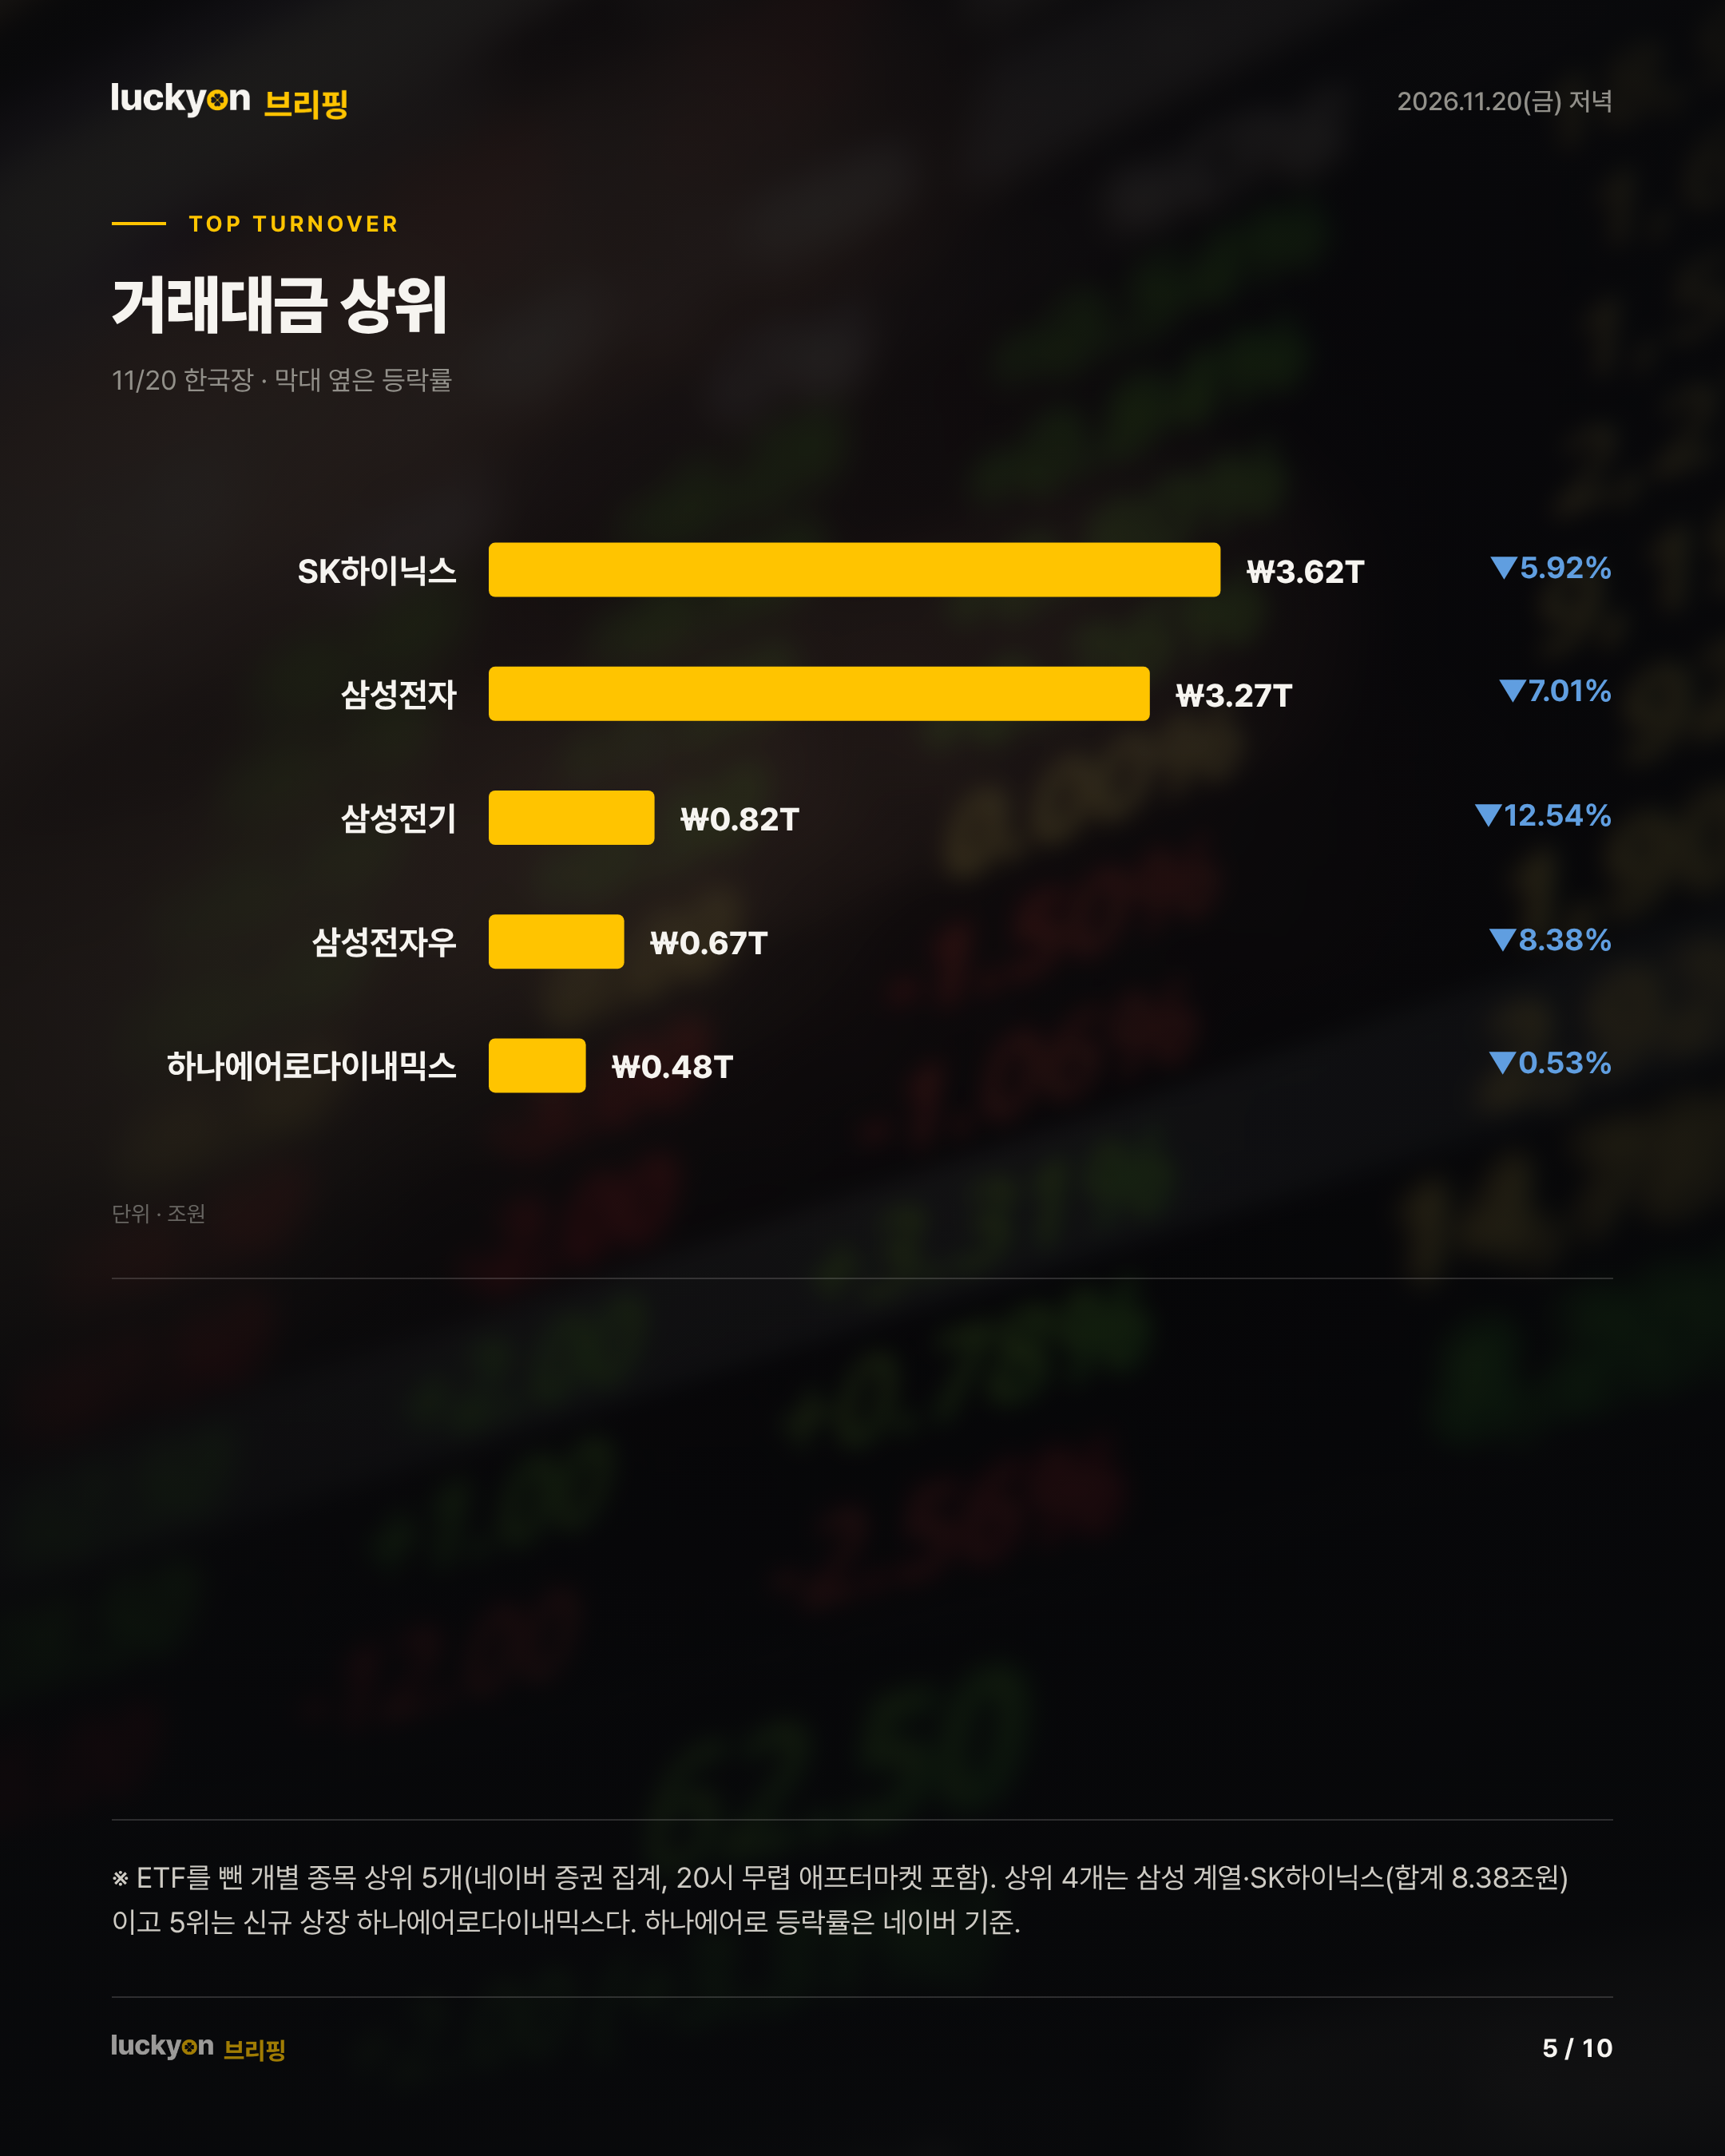 luckyon 브리핑
2026.11.20(금) 저녁
TOP TURNOVER
거래대금 상위
11/20 한국장 · 막대 옆은 등락률
SK하이닉스 ₩3.62T ▼5.92%
삼성전자 ₩3.27T ▼7.01%
삼성전기 ₩0.82T ▼12.54%
삼성전자우 ₩0.67T ▼8.38%
하나에어로다이내믹스 ₩0.48T ▼0.53%
단위 · 조원
※ ETF를 뺀 개별 종목 상위 5개(네이버 증권 집계, 20시 무렵 애프터마켓 포함). 상위 4개는 삼성 계열·SK하이닉스(합계 8.38조원)
이고 5위는 신규 상장 하나에어로다이내믹스다. 하나에어로 등락률은 네이버 기준.
luckyon 브리핑
5 / 10